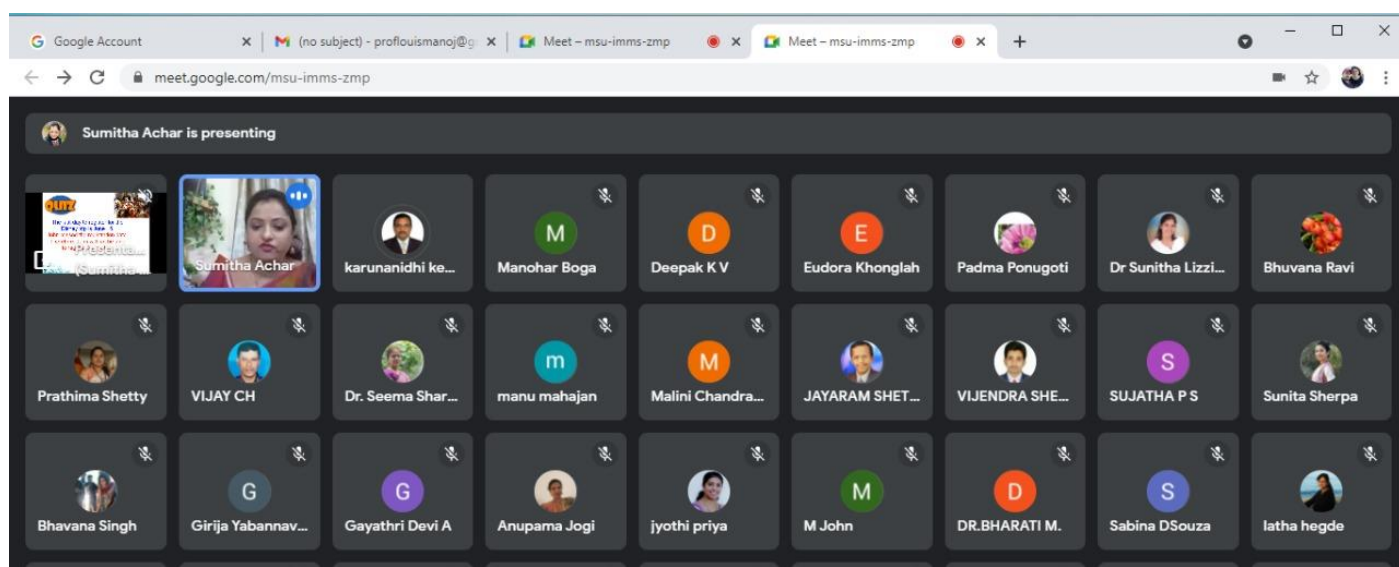 Google Account
(no subject) - proflouismanoj@g
Meet – msu-imms-zmp
Meet – msu-imms-zmp
meet.google.com/msu-imms-zmp
Sumitha Achar is presenting
QUIZ
Presenta...
(Sumitha ...
Sumitha Achar
karunanidhi ke...
M
Manohar Boga
D
Deepak K V
E
Eudora Khonglah
Padma Ponugoti
Dr Sunitha Lizzi...
Bhuvana Ravi
Prathima Shetty
VIJAY CH
Dr. Seema Shar...
m
manu mahajan
M
Malini Chandra...
JAYARAM SHET...
VIJENDRA SHE...
S
SUJATHA P S
Sunita Sherpa
Bhavana Singh
G
Girija Yabannav...
G
Gayathri Devi A
Anupama Jogi
jyothi priya
M
M John
D
DR.BHARATI M.
S
Sabina DSouza
latha hegde